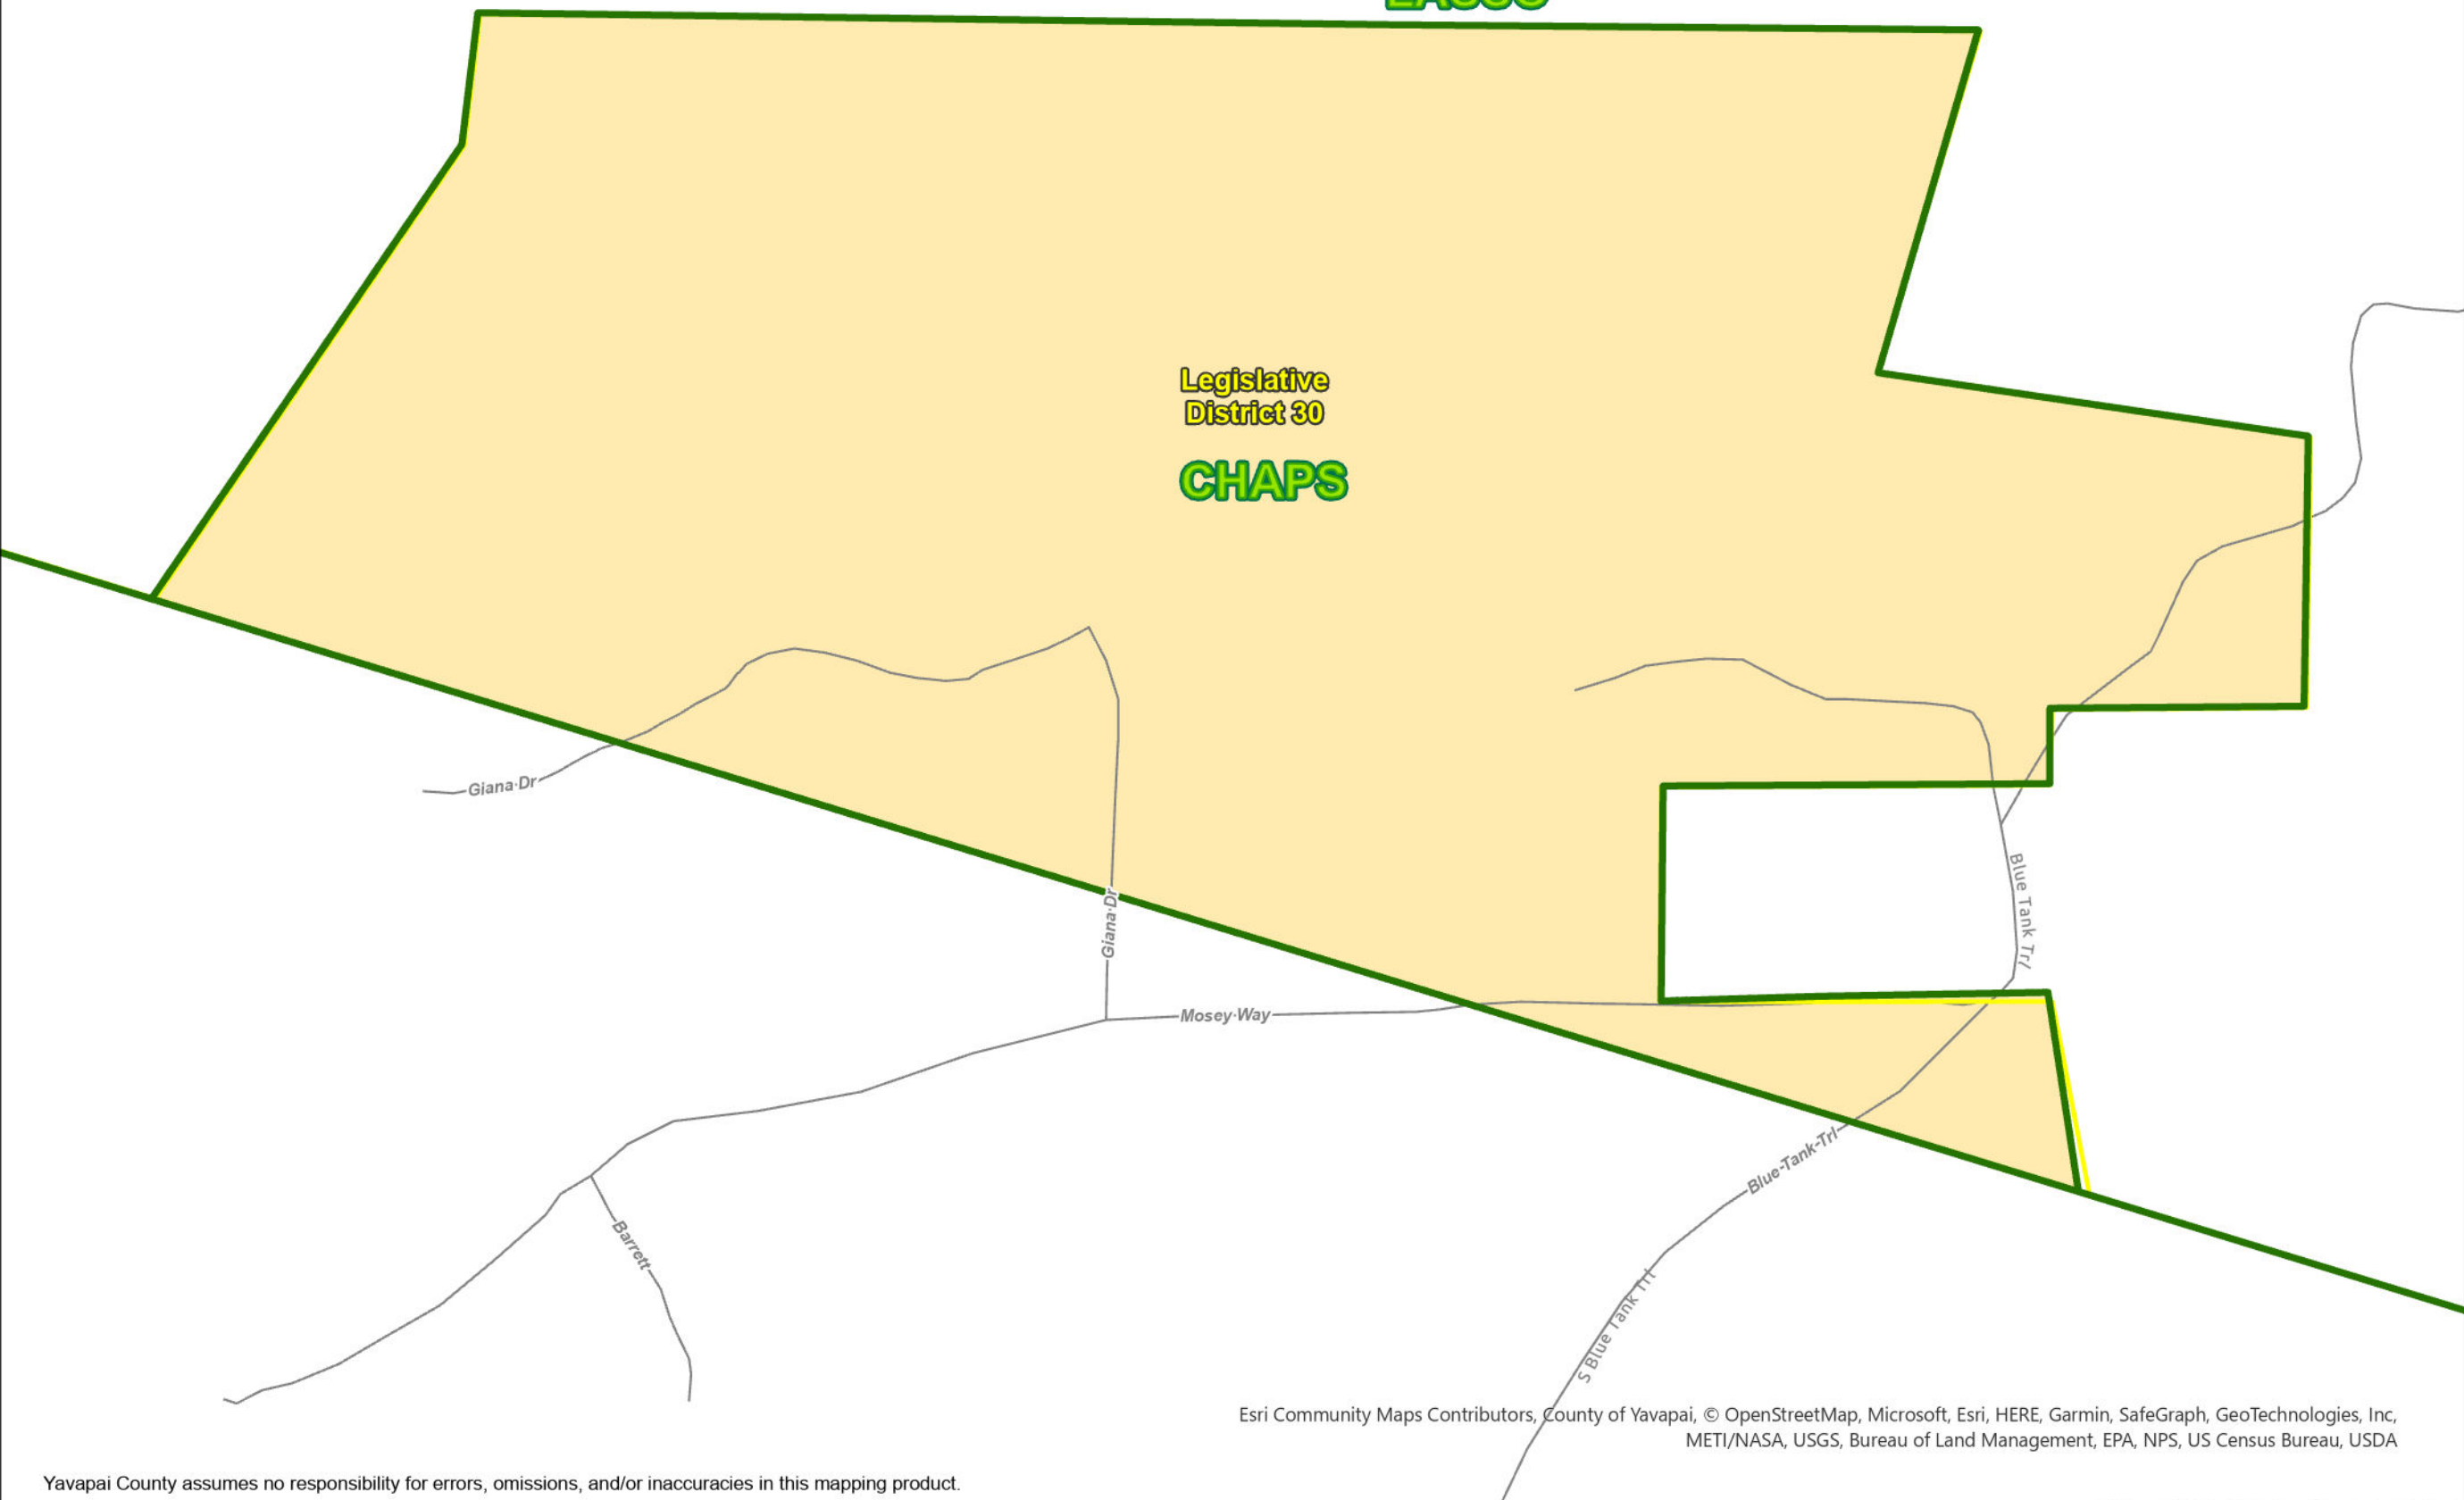 Legislative
District 30
CHAPS
Giana Dr
Blue Tank Trl
Giana Dr
Mosey Way
Blue Tank Trl
Barrett
S Blue Tank Trl
Esri Community Maps Contributors, County of Yavapai, © OpenStreetMap, Microsoft, Esri, HERE, Garmin, SafeGraph, GeoTechnologies, Inc,
METI/NASA, USGS, Bureau of Land Management, EPA, NPS, US Census Bureau, USDA
Yavapai County assumes no responsibility for errors, omissions, and/or inaccuracies in this mapping product.